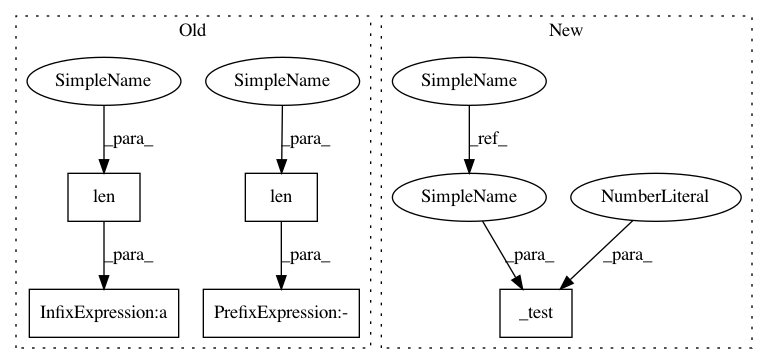 Old
New
SimpleName
SimpleName
SimpleName
_para_
_para_
_ref_
len
len
SimpleName
NumberLiteral
_para_
_para_
_para_
_para_
InfixExpression:a
PrefixExpression:-
_test